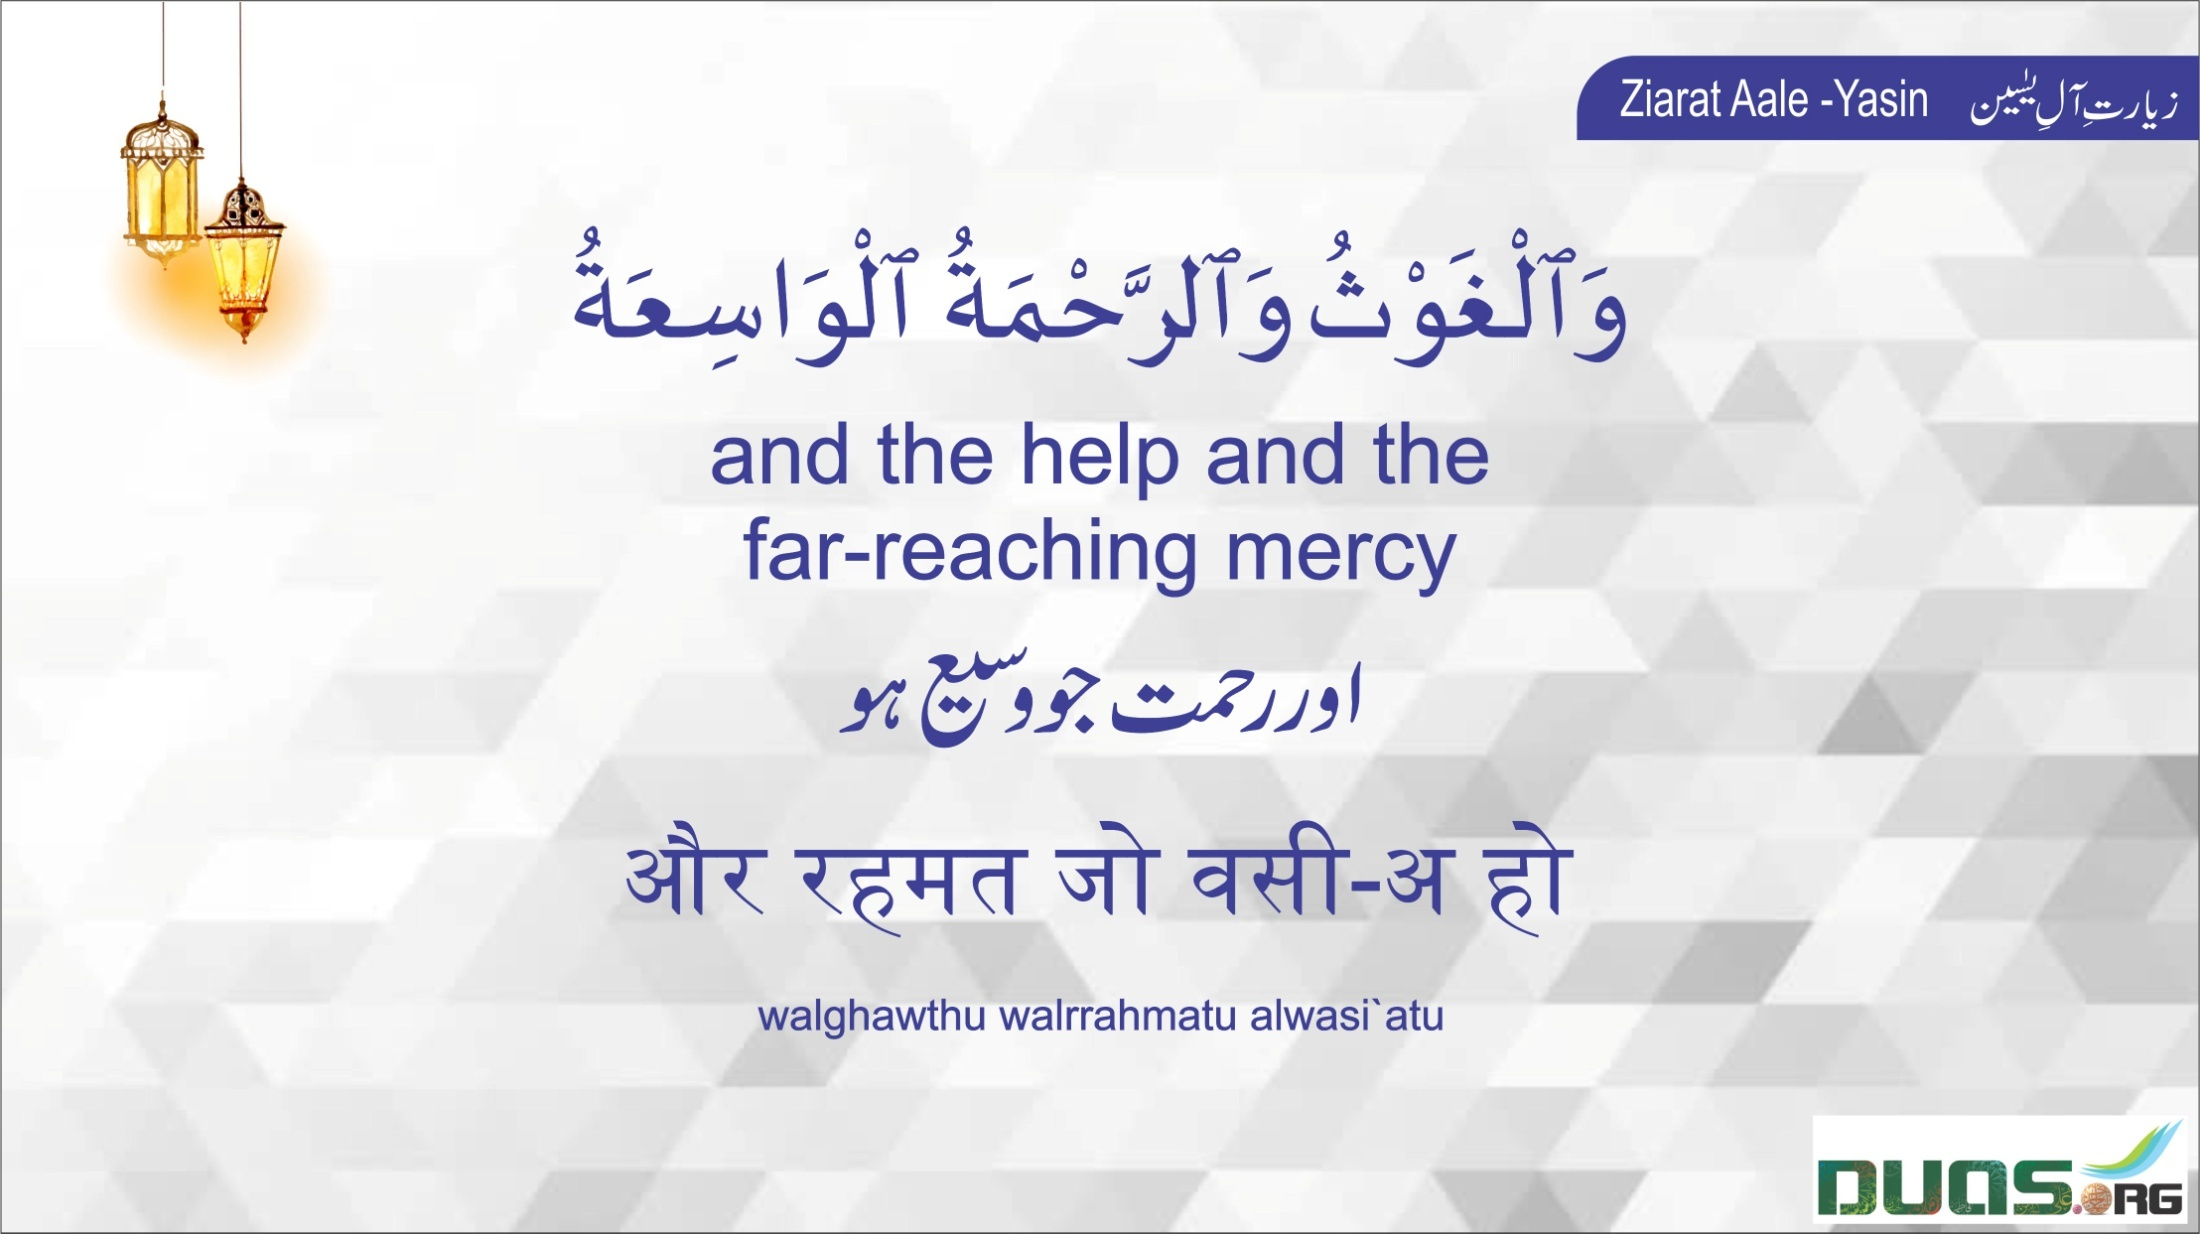 Ziarat Aale -Yasin زیارتِ آلِ یٰسین
وَٱلْغَوْثُ وَٱلرَّحْمَةُ ٱلْوَاسِعَةُ
and the help and the
far-reaching mercy
اور رحمت جو وسیع ہو
और रहमत जो वसी-अ हो
walghawthu walrrahmatu alwasi`atu
DUAS.ORG